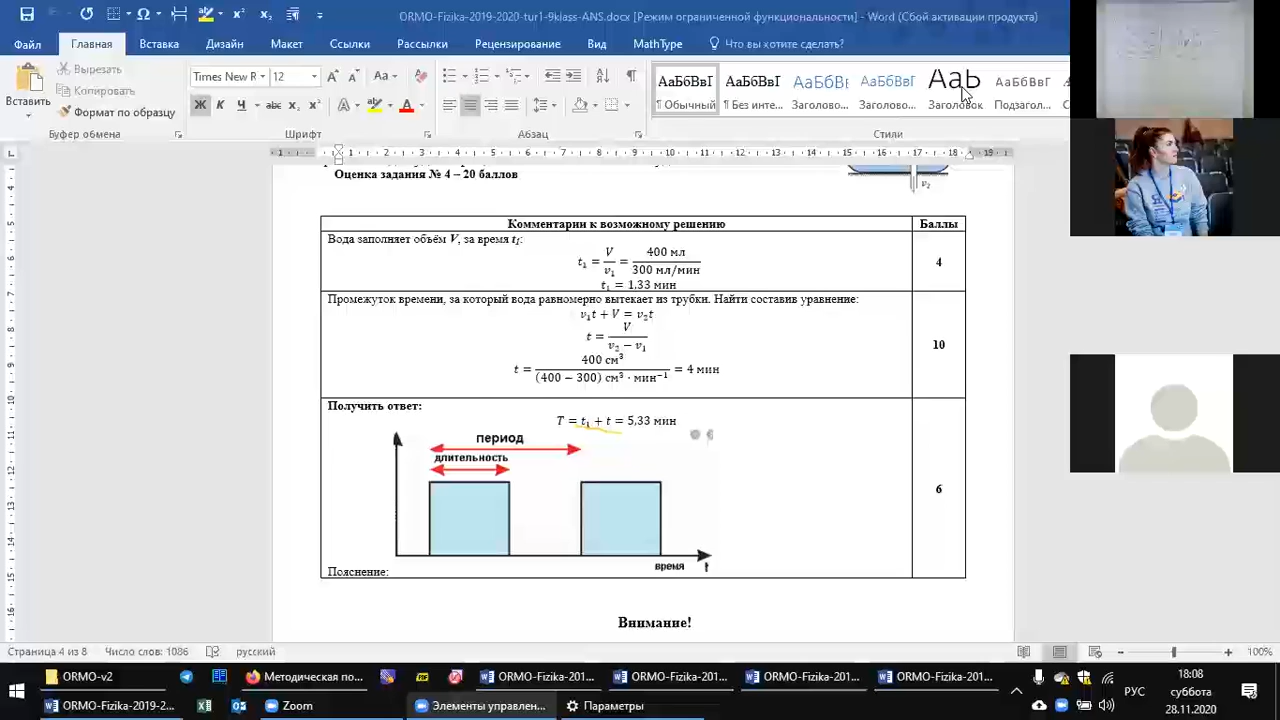 ORMO-Fizika-2019-2020-tur1-9klass-ANS.docx [Режим ограниченной функциональности] - Word (Сбой активации продукта)
Файл Главная Вставка Дизайн Макет Ссылки Рассылки Рецензирование Вид MathType Что вы хотите сделать?
Вставить
Вырезать
Копировать
Формат по образцу
Буфер обмена
Times New R 12
Ж К Ч abc x₂ x²
Шрифт
Абзац
АаБбВвГ АаБбВвГ АаБбВв АаБбВвГ АаБ АаБбВвГ
¶ Обычный ¶ Без инте... Заголово... Заголово... Заголовок Подзагол...
Стили
Оценка задания № 4 – 20 баллов
v₂
Комментарии к возможному решению Баллы
Вода заполняет объём V, за время t₁:
t₁ = V/v₁ = 400 мл/300 мл/мин
t₁ = 1,33 мин
4
Промежуток времени, за который вода равномерно вытекает из трубки. Найти составив уравнение:
v₁t + V = v₂t
t = V/(v₂ − v₁)
t = 400 см³/(400 − 300) см³ · мин⁻¹ = 4 мин
10
Получить ответ:
T = t₁ + t = 5,33 мин
период
длительность
время t
6
Пояснение:
Внимание!
Страница 4 из 8 Число слов: 1086 русский 100%
ORMO-v2 Методическая по... ORMO-Fizika-201... ORMO-Fizika-201... ORMO-Fizika-201... ORMO-Fizika-201...
ORMO-Fizika-2019-2... Zoom Элементы управлен... Параметры
РУС
18:08
суббота
28.11.2020